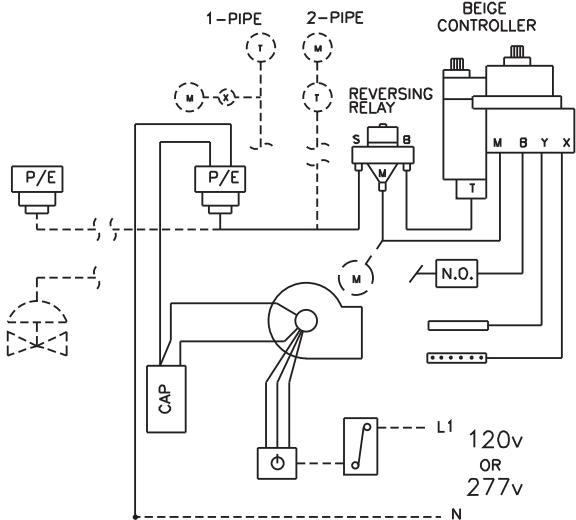 1-PIPE
2-PIPE
BEIGE
CONTROLLER
T
M
M
X
T
REVERSING
RELAY
S
B
M
M
B
Y
X
P/E
P/E
T
M
N.O.
CAP
L1
120v
OR
277v
N